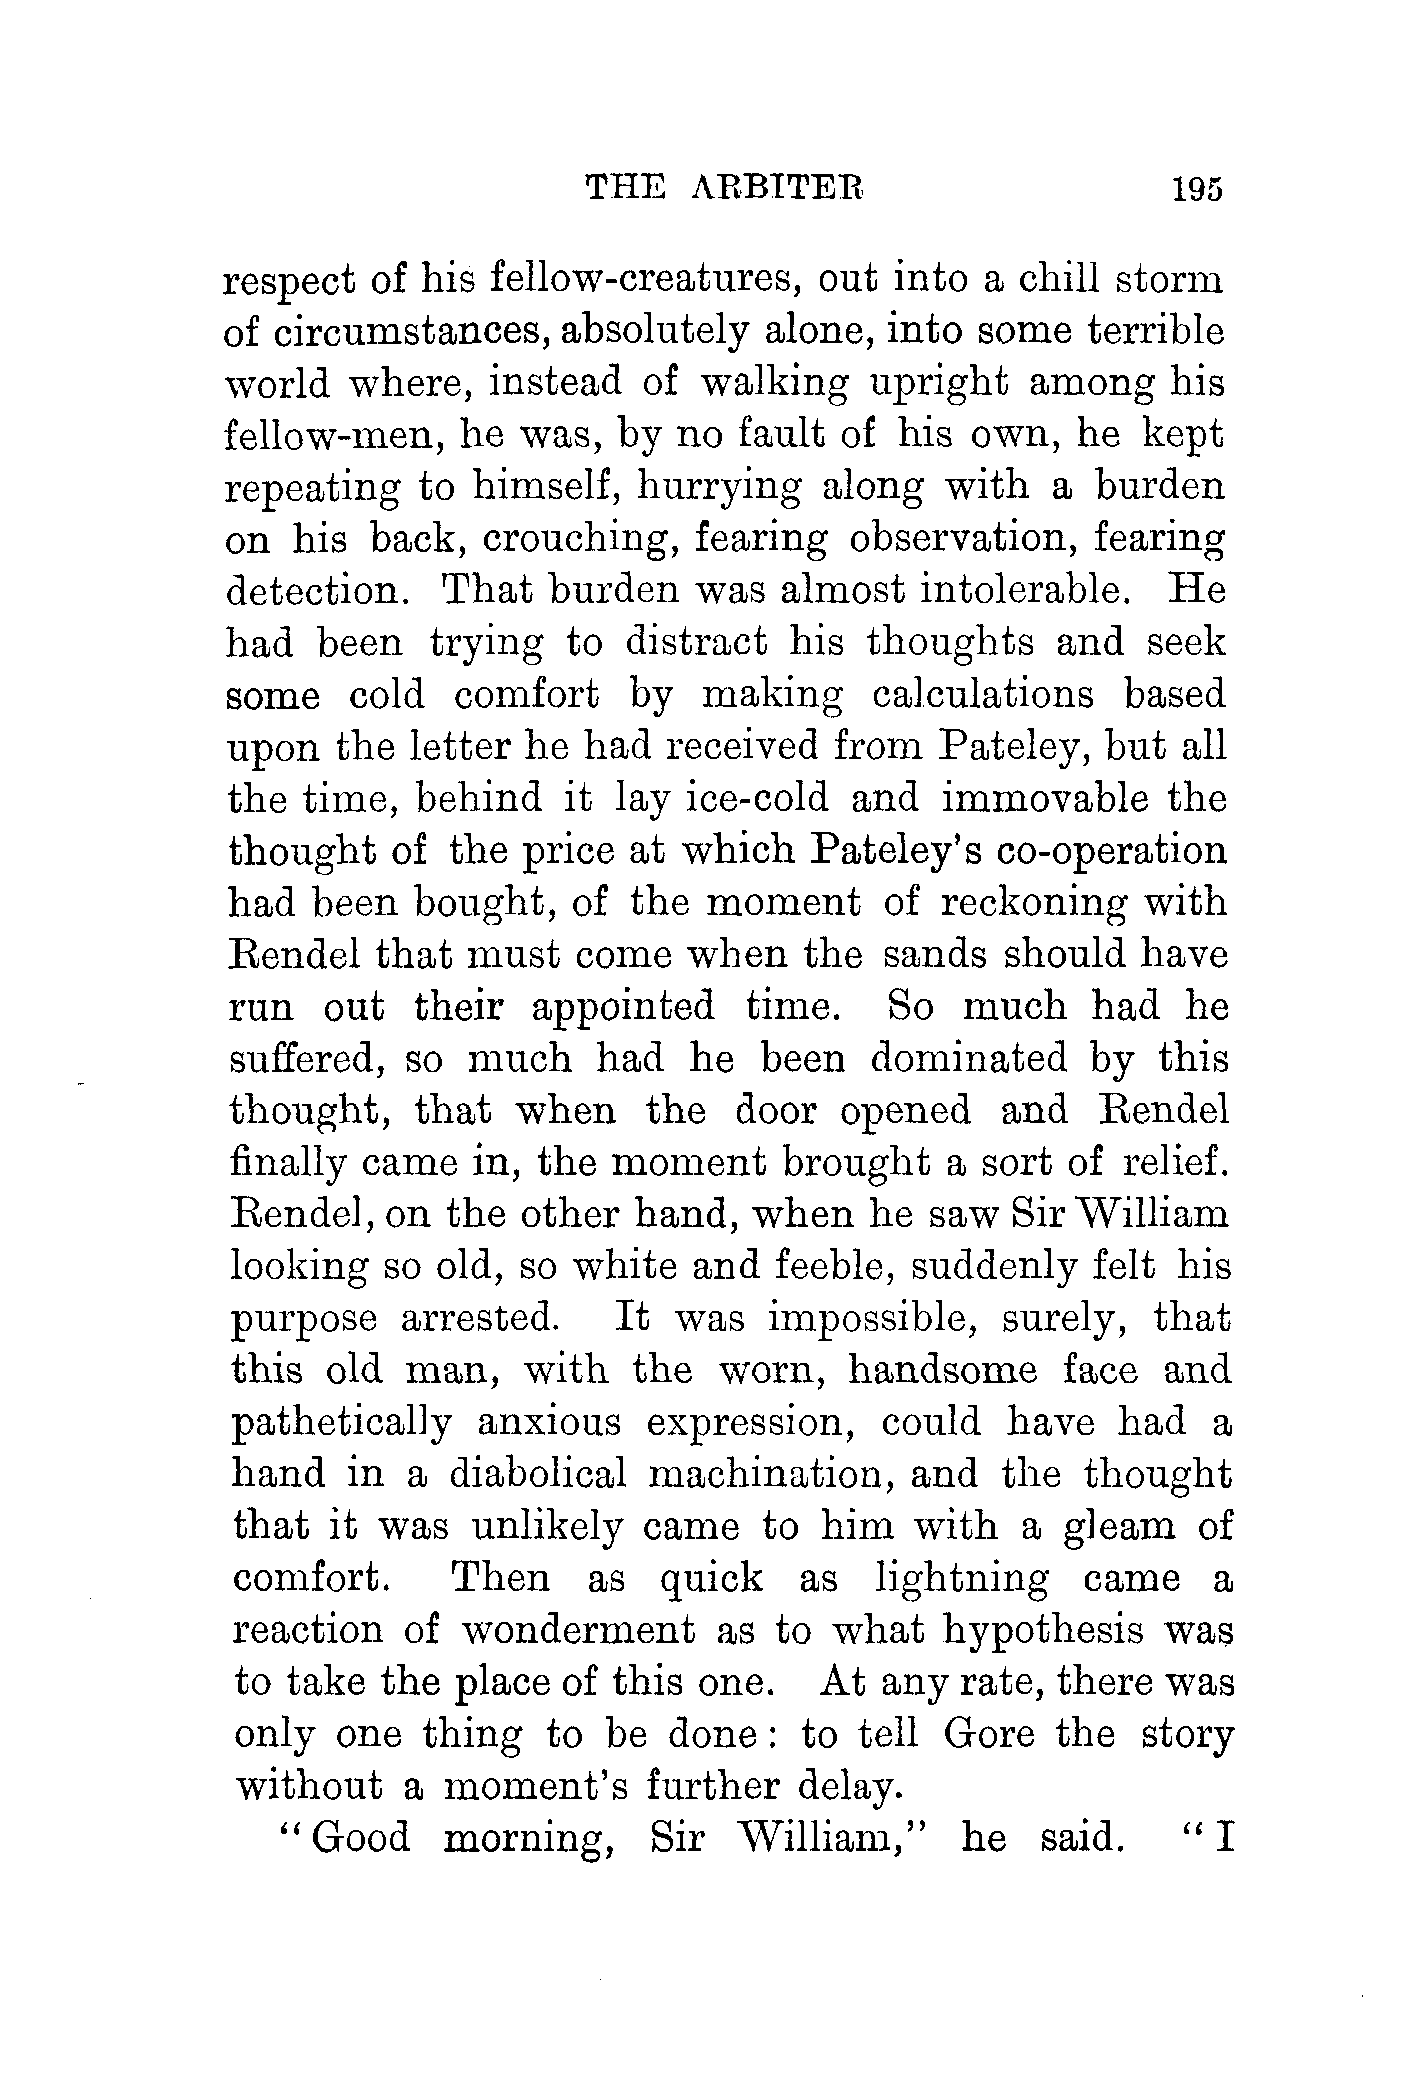 THE ARBITER 195
respect of his fellow-creatures, out into a chill storm
of circumstances, absolutely alone, into some terrible
world where, instead of walking upright among his
fellow-men, he was, by no fault of his own, he kept
repeating to himself, hurrying along with a burden
on his back, crouching, fearing observation, fearing
detection. That burden was almost intolerable. He
had been trying to distract his thoughts and seek
some cold comfort by making calculations based
upon the letter he had received from Pateley, but all
the time, behind it lay ice-cold and immovable the
thought of the price at which Pateley's co-operation
had been bought, of the moment of reckoning with
Rendel that must come when the sands should have
run out their appointed time. So much had he
suffered, so much had he been dominated by this
thought, that when the door opened and Rendel
finally came in, the moment brought a sort of relief.
Rendel, on the other hand, when he saw Sir William
looking so old, so white and feeble, suddenly felt his
purpose arrested. It was impossible, surely, that
this old man, with the worn, handsome face and
pathetically anxious expression, could have had a
hand in a diabolical machination, and the thought
that it was unlikely came to him with a gleam of
comfort. Then as quick as lightning came a
reaction of wonderment as to what hypothesis was
to take the place of this one. At any rate, there was
only one thing to be done: to tell Gore the story
without a moment's further delay.
"Good morning, Sir William," he said. "I